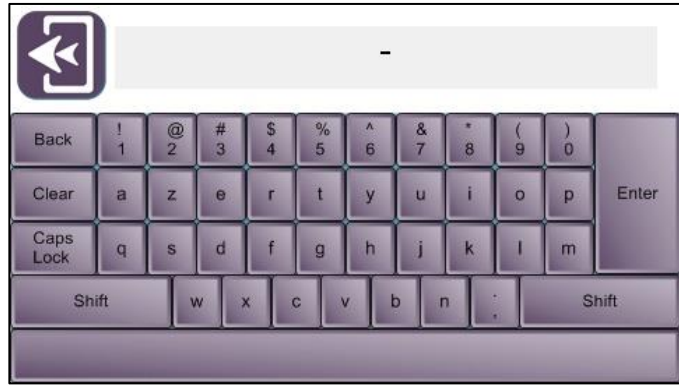 -
Back ! 1 @ 2 # 3 $ 4 % 5 ^ 6 & 7 * 8 ( 9 ) 0
Clear a z e r t y u i o p Enter
Caps Lock q s d f g h j k l m
Shift w x c v b n : , Shift